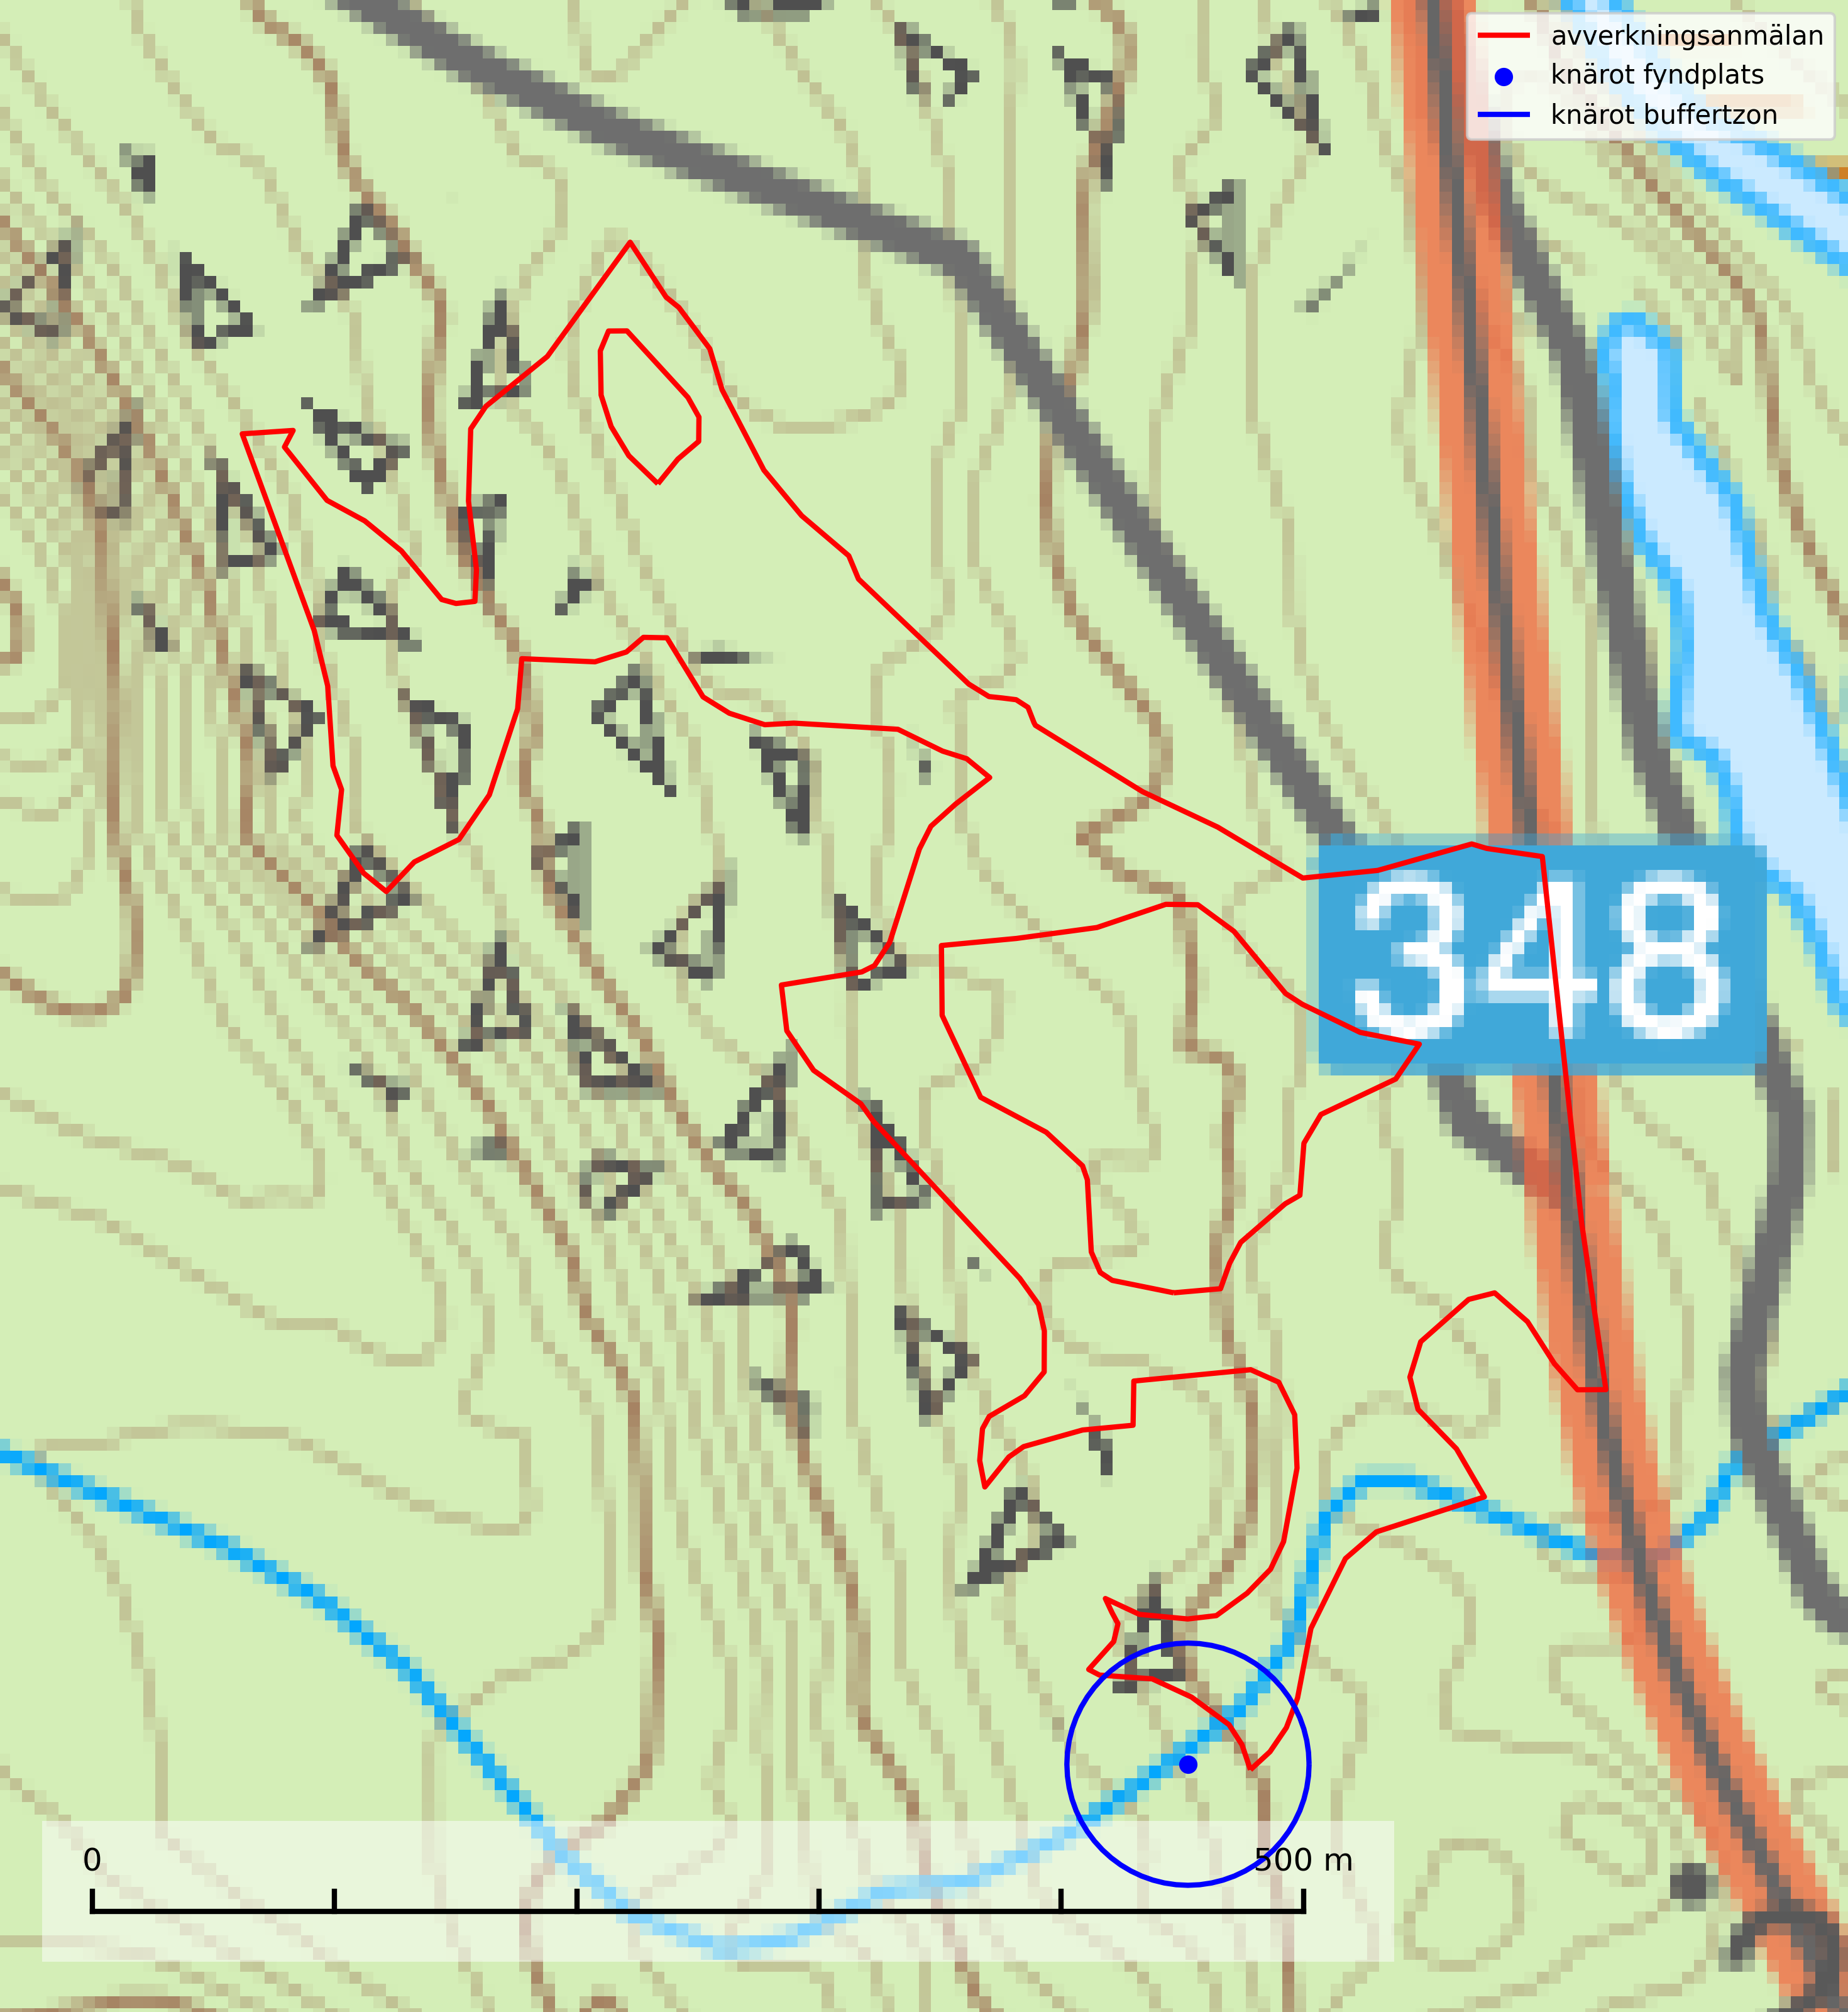 avverkningsanmälan
knärot fyndplats
knärot buffertzon
348
0 500 m